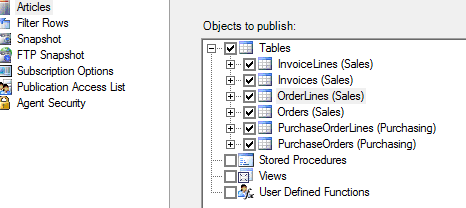 Articles
Filter Rows
Snapshot
FTP Snapshot
Subscription Options
Publication Access List
Agent Security
Objects to publish:
Tables
InvoiceLines (Sales)
Invoices (Sales)
OrderLines (Sales)
Orders (Sales)
PurchaseOrderLines (Purchasing)
PurchaseOrders (Purchasing)
Stored Procedures
Views
User Defined Functions